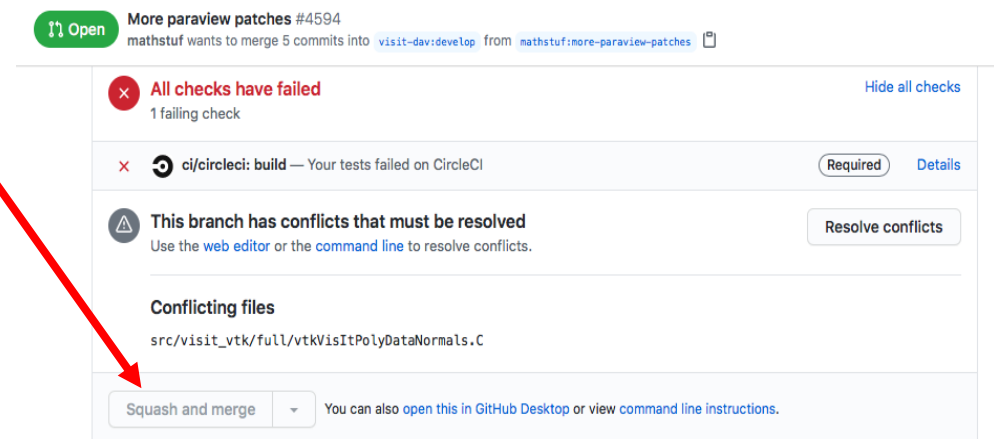 Open
More paraview patches #4594
mathstuf wants to merge 5 commits into visit-dav:develop from mathstuf:more-paraview-patches
All checks have failed
Hide all checks
1 failing check
ci/circleci: build — Your tests failed on CircleCI
Required
Details
This branch has conflicts that must be resolved
Use the web editor or the command line to resolve conflicts.
Resolve conflicts
Conflicting files
src/visit_vtk/full/vtkVisItPolyDataNormals.C
Squash and merge
You can also open this in GitHub Desktop or view command line instructions.